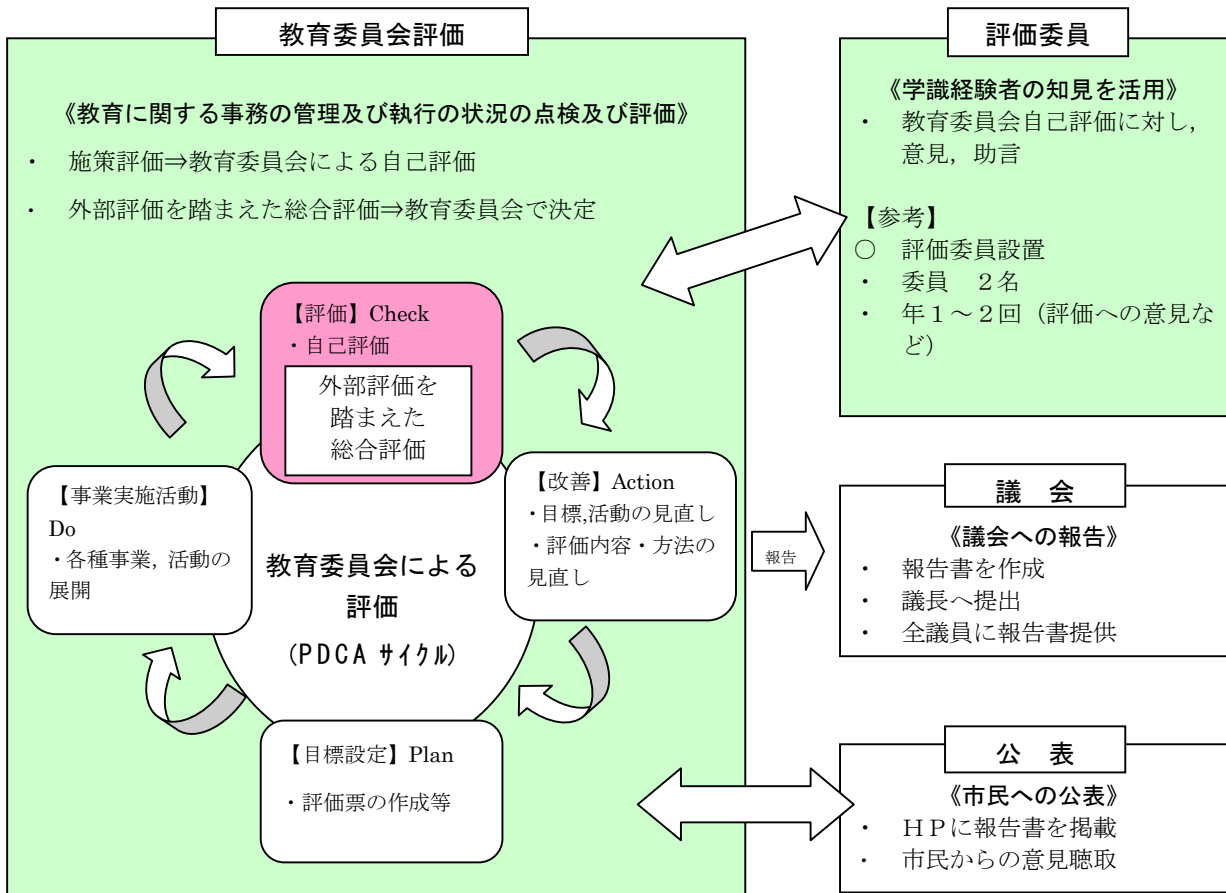 教育委員会評価
《教育に関する事務の管理及び執行の状況の点検及び評価》
・ 施策評価⇒教育委員会による自己評価
・ 外部評価を踏まえた総合評価⇒教育委員会で決定
【評価】Check
・自己評価
外部評価を
踏まえた
総合評価
【改善】Action
・目標,活動の見直し
・評価内容・方法の
見直し
【事業実施活動】
Do
・各種事業, 活動の
展開
教育委員会による
評価
(PDCA サイクル)
【目標設定】Plan
・評価票の作成等
評価委員
《学識経験者の知見を活用》
・ 教育委員会自己評価に対し,
意見, 助言
【参考】
○ 評価委員設置
・ 委員 2名
・ 年1~2回(評価への意見な
ど)
報告
議 会
《議会への報告》
・ 報告書を作成
・ 議長へ提出
・ 全議員に報告書提供
公 表
《市民への公表》
・ HPに報告書を掲載
・ 市民からの意見聴取